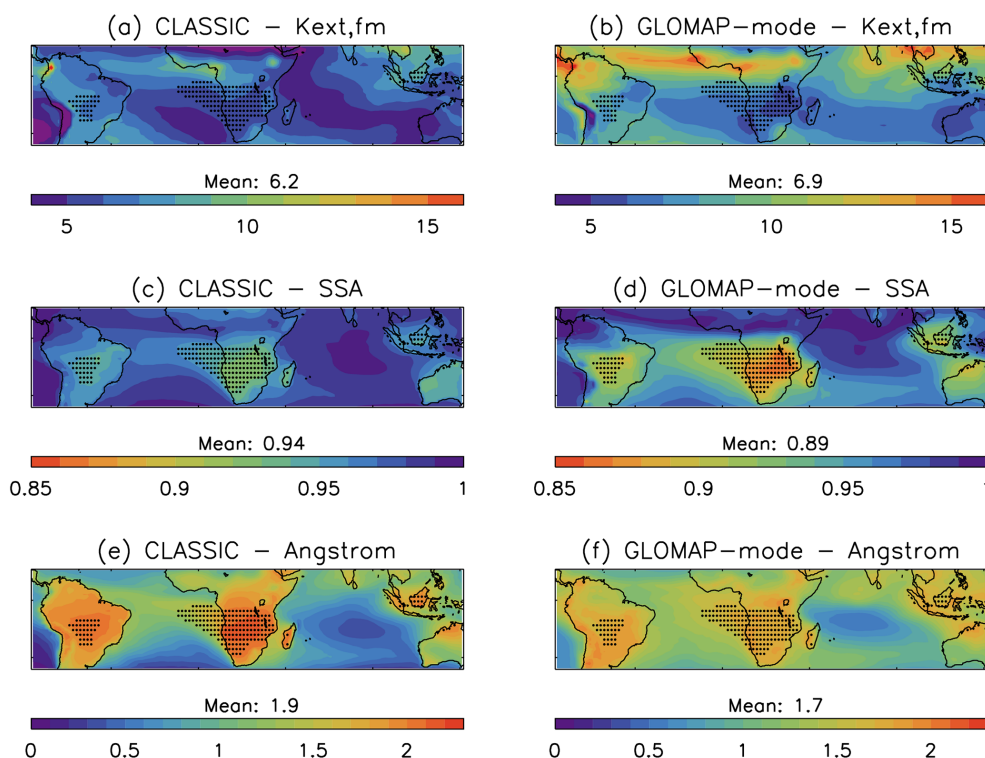 (a) CLASSIC – Kext,fm
(b) GLOMAP-mode – Kext,fm
Mean: 6.2
Mean: 6.9
5 10 15
5 10 15
(c) CLASSIC – SSA
(d) GLOMAP-mode – SSA
Mean: 0.94
Mean: 0.89
0.85 0.9 0.95 1
0.85 0.9 0.95 1
(e) CLASSIC – Angstrom
(f) GLOMAP-mode – Angstrom
Mean: 1.9
Mean: 1.7
0 0.5 1 1.5 2
0 0.5 1 1.5 2